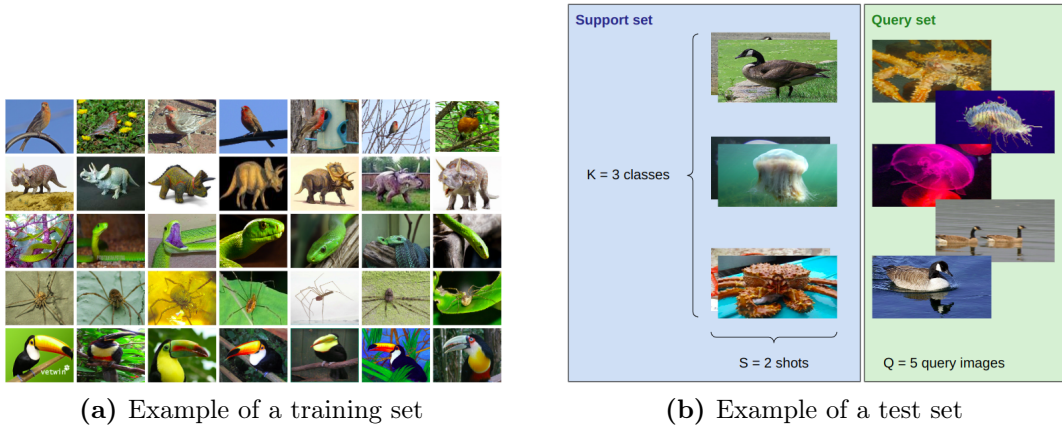 Support set
Query set
K = 3 classes
vetwin
S = 2 shots
Q = 5 query images
(a) Example of a training set
(b) Example of a test set